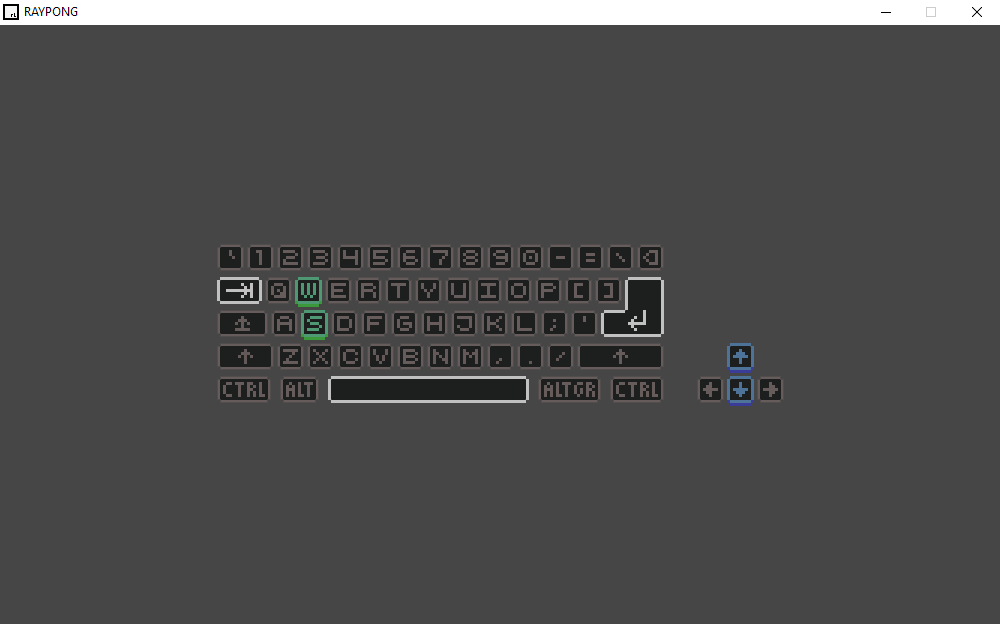 RAYPONG
` 1 2 3 4 5 6 7 8 9 0 - = \
Q W E R T Y U I O P [ ]
A S D F G H J K L ; '
Z X C V B N M , . /
CTRL ALT ALTGR CTRL